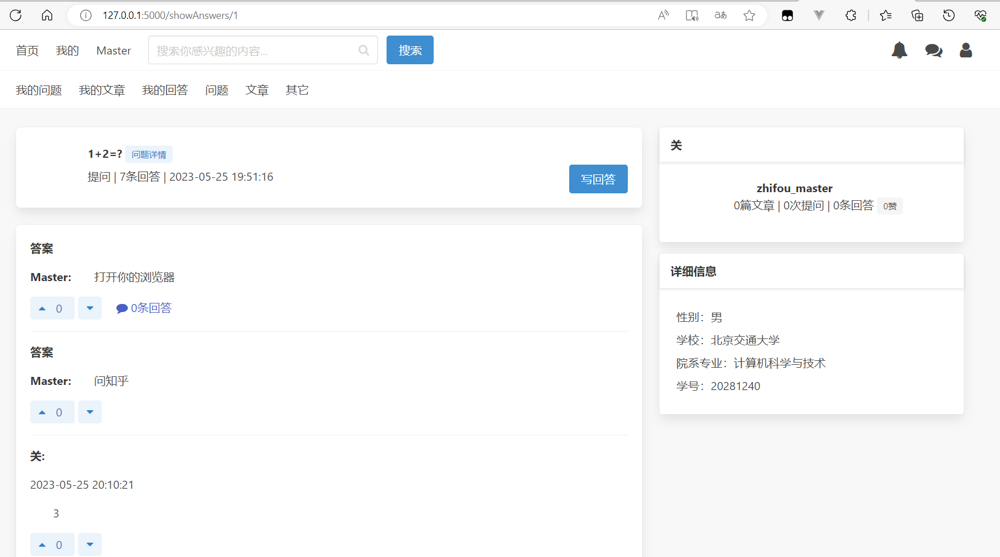 127.0.0.1:5000/showAnswers/1
首页 我的 Master 搜索你感兴趣的内容... 搜索
我的问题 我的文章 我的回答 问题 文章 其它
1+2=? 问题详情
提问 | 7条回答 | 2023-05-25 19:51:16
写回答
答案
Master: 打开你的浏览器
0 0条回答
答案
Master: 问知乎
0
关:
2023-05-25 20:10:21
3
0
关
zhifou_master
0篇文章 | 0次提问 | 0条回答 0赞
详细信息
性别：男
学校：北京交通大学
院系专业：计算机科学与技术
学号：20281240